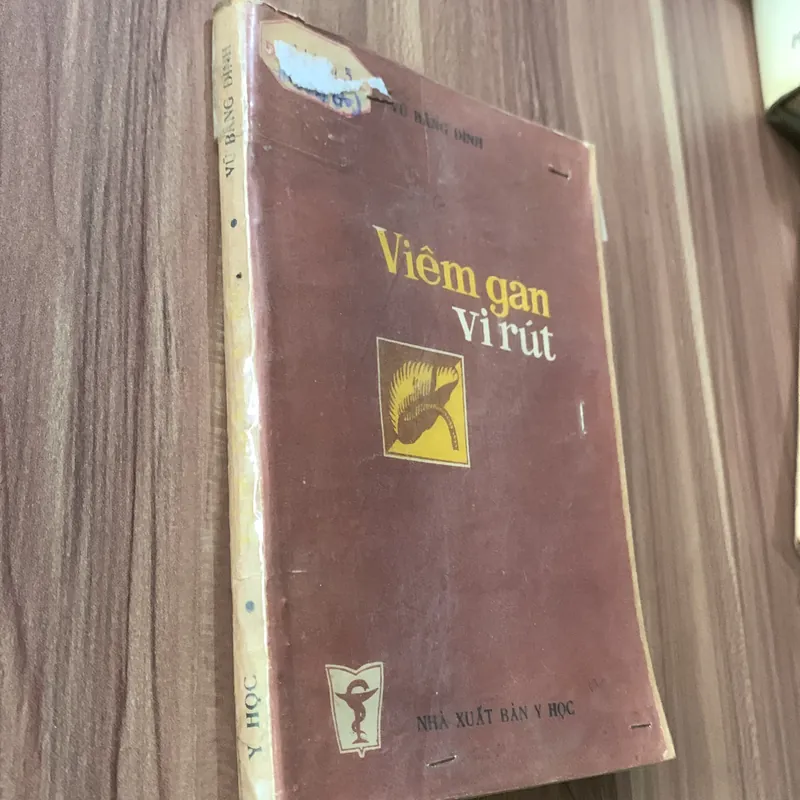 VŨ BẰNG ĐÌNH
Viêm gan
Vi rút
NHÀ XUẤT BẢN Y HỌC
VŨ BẰNG ĐÌNH
Y HỌC